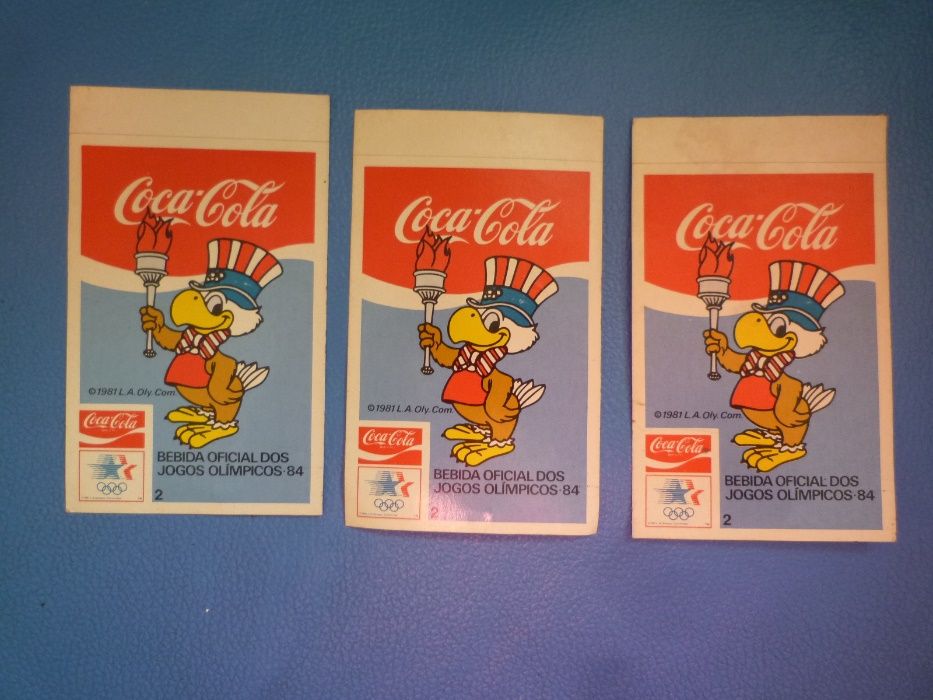 Coca-Cola
©1981 L.A. Oly. Com.
Coca-Cola
BEBIDA OFICIAL DOS
JOGOS OLÍMPICOS·84
2
Coca-Cola
©1981 L.A. Oly. Com.
Coca-Cola
BEBIDA OFICIAL DOS
JOGOS OLÍMPICOS·84
2
Coca-Cola
©1981 L.A. Oly. Com.
Coca-Cola
BEBIDA OFICIAL DOS
JOGOS OLÍMPICOS·84
2